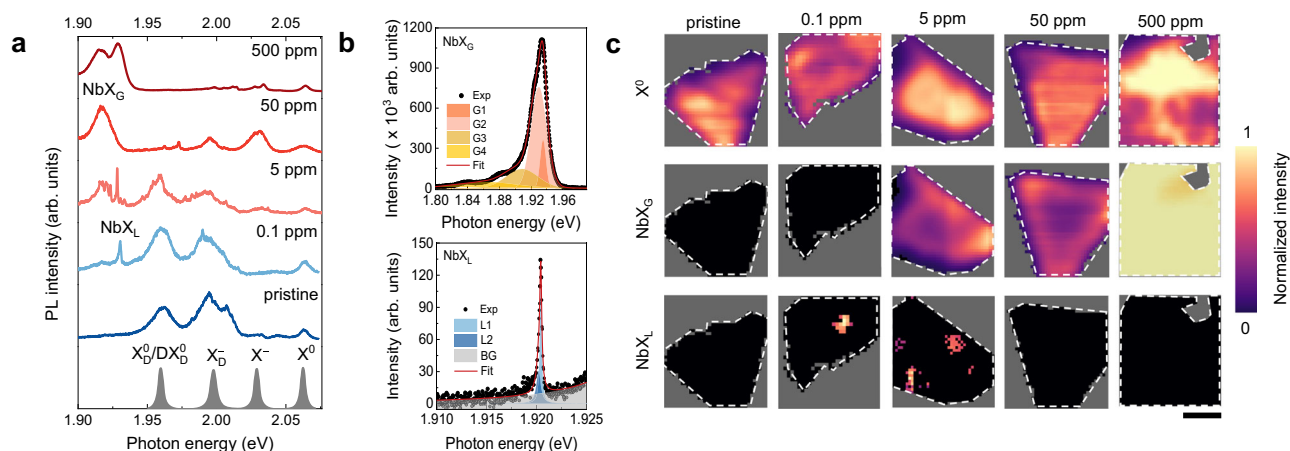 a
1.90 1.95 2.00 2.05
500 ppm
NbX_G
50 ppm
5 ppm
NbX_L
0.1 ppm
pristine
X_D^0/DX_D^0 X_D^- X^- X^0
1.90 1.95 2.00 2.05
Photon energy (eV)
PL intensity (arb. units)
b
NbX_G
1200
900
600
300
0
Exp
G1
G2
G3
G4
Fit
1.80 1.84 1.88 1.92 1.96
Photon energy (eV)
Intensity (× 10³ arb. units)
NbX_L
150
120
90
60
30
0
Exp
L1
L2
BG
Fit
1.910 1.915 1.920 1.925
Photon energy (eV)
Intensity (arb. units)
c
pristine 0.1 ppm 5 ppm 50 ppm 500 ppm
X^0
NbX_G
NbX_L
1
0
Normalized intensity